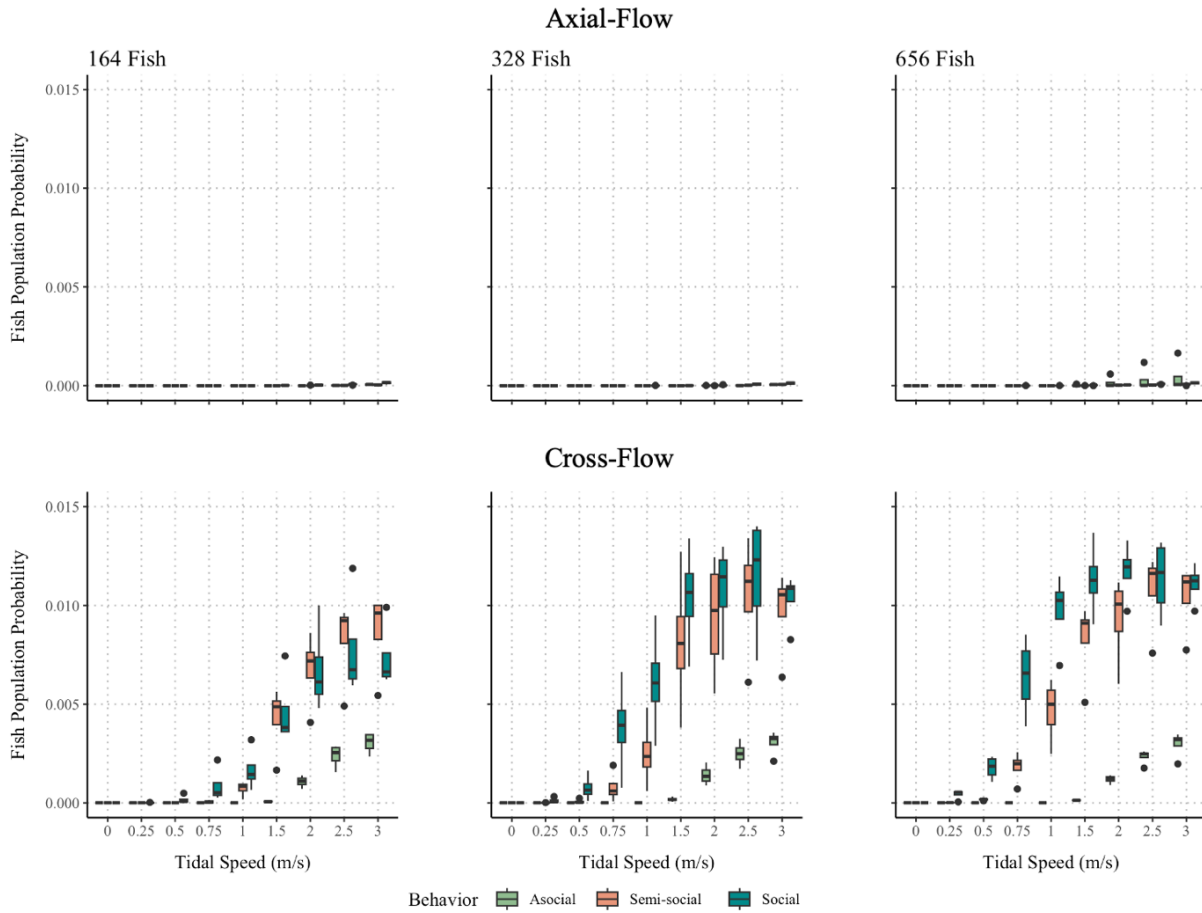 Axial-Flow
164 Fish
328 Fish
656 Fish
Fish Population Probability
0.015
0.010
0.005
0.000
Cross-Flow
Fish Population Probability
0.015
0.010
0.005
0.000
0 0.25 0.5 0.75 1 1.5 2 2.5 3
0 0.25 0.5 0.75 1 1.5 2 2.5 3
0 0.25 0.5 0.75 1 1.5 2 2.5 3
Tidal Speed (m/s)
Tidal Speed (m/s)
Tidal Speed (m/s)
Behavior Asocial Semi-social Social